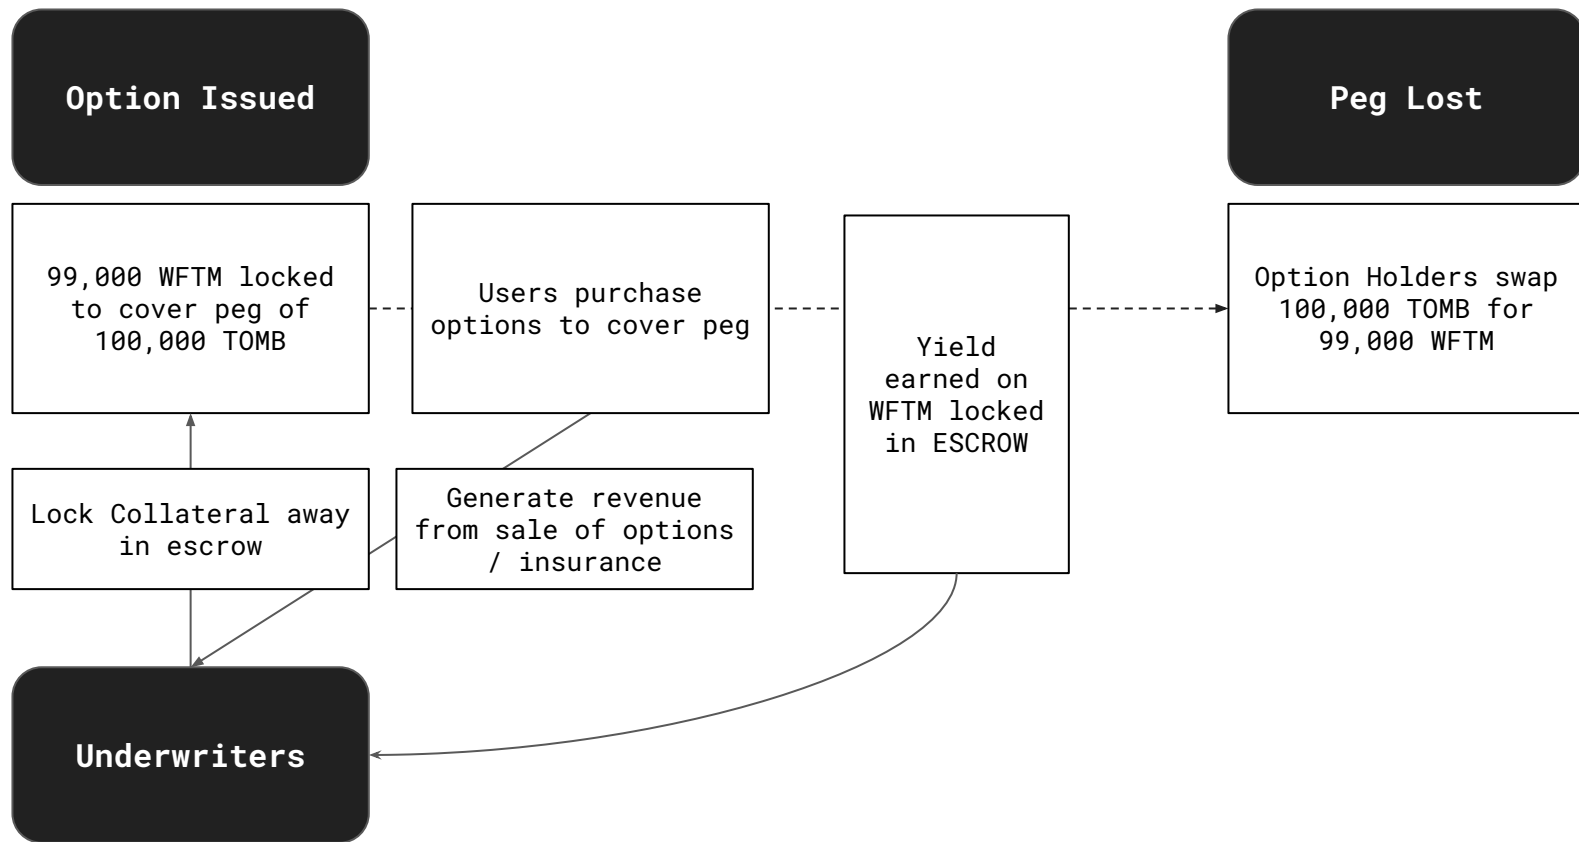 Option Issued
Peg Lost
99,000 WFTM locked
to cover peg of
100,000 TOMB
Users purchase
options to cover peg
Yield
earned on
WFTM locked
in ESCROW
Option Holders swap
100,000 TOMB for
99,000 WFTM
Lock Collateral away
in escrow
Generate revenue
from sale of options
/ insurance
Underwriters